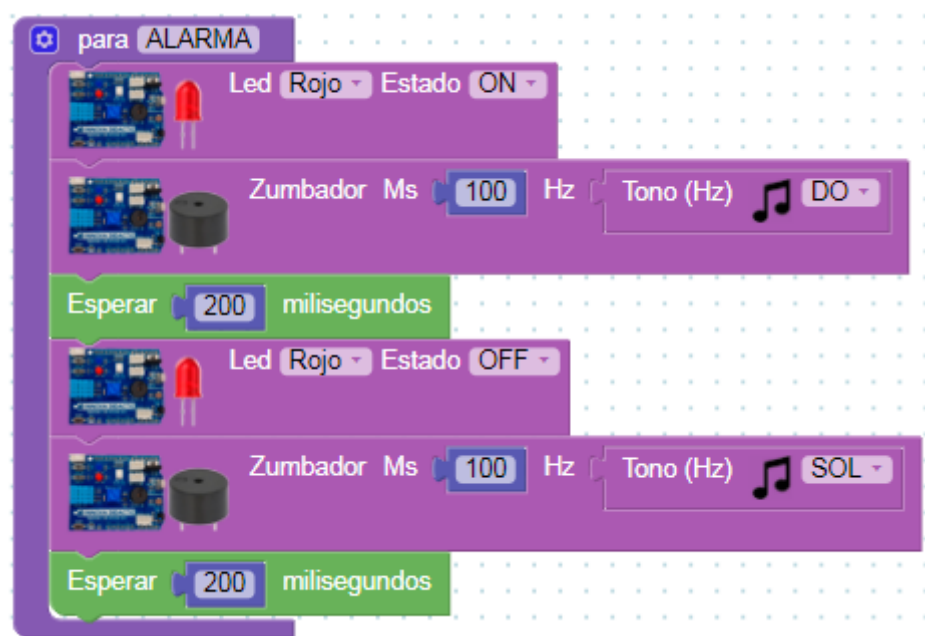 para ALARMA
Led Rojo Estado ON
Zumbador Ms 100 Hz Tono (Hz) DO
Esperar 200 milisegundos
Led Rojo Estado OFF
Zumbador Ms 100 Hz Tono (Hz) SOL
Esperar 200 milisegundos